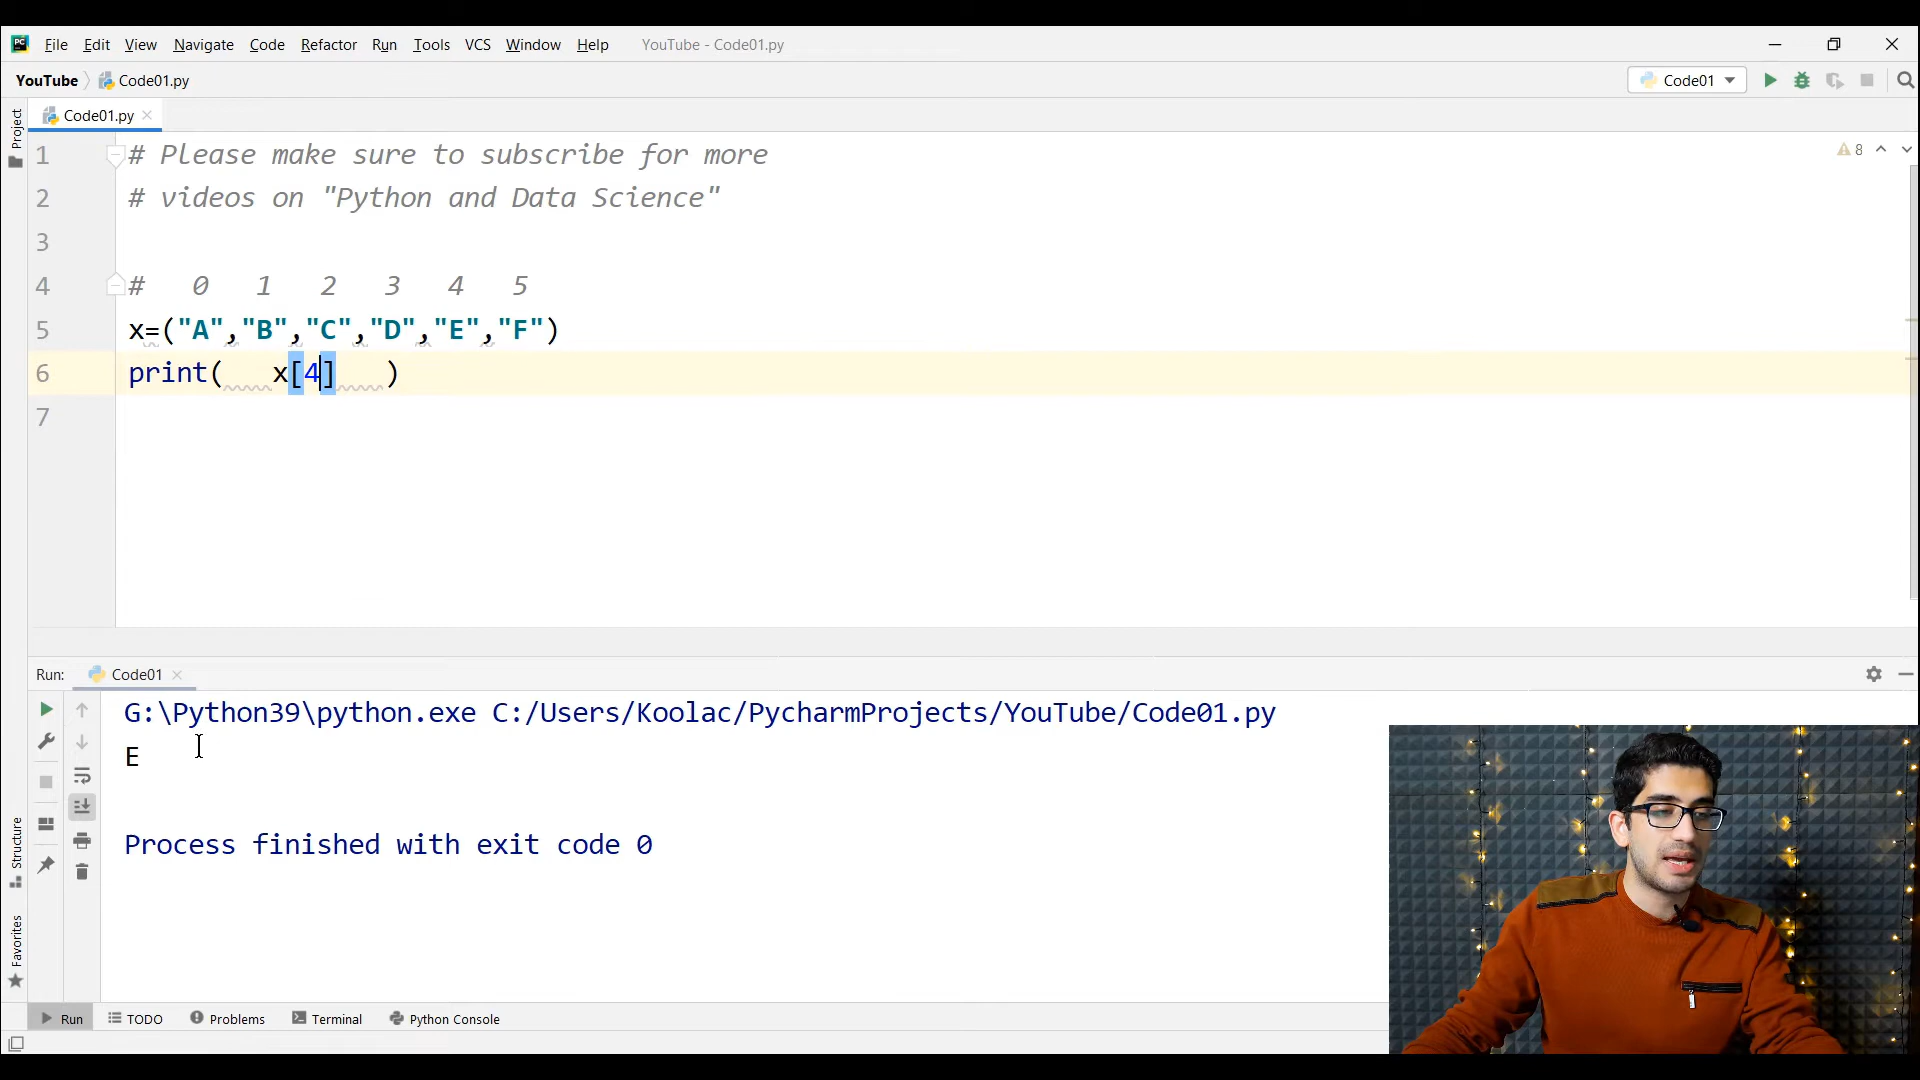 PC File Edit View Navigate Code Refactor Run Tools VCS Window Help YouTube - Code01.py
YouTube Code01.py Code01
Project
Code01.py
1 # Please make sure to subscribe for more
8
2 # videos on "Python and Data Science"
3
4 # 0 1 2 3 4 5
5 x=("A","B","C","D","E","F")
6 print(   x[4]   )
7
Run: Code01
G:\Python39\python.exe C:/Users/Koolac/PycharmProjects/YouTube/Code01.py
E
Process finished with exit code 0
Structure
Favorites
Run TODO Problems Terminal Python Console